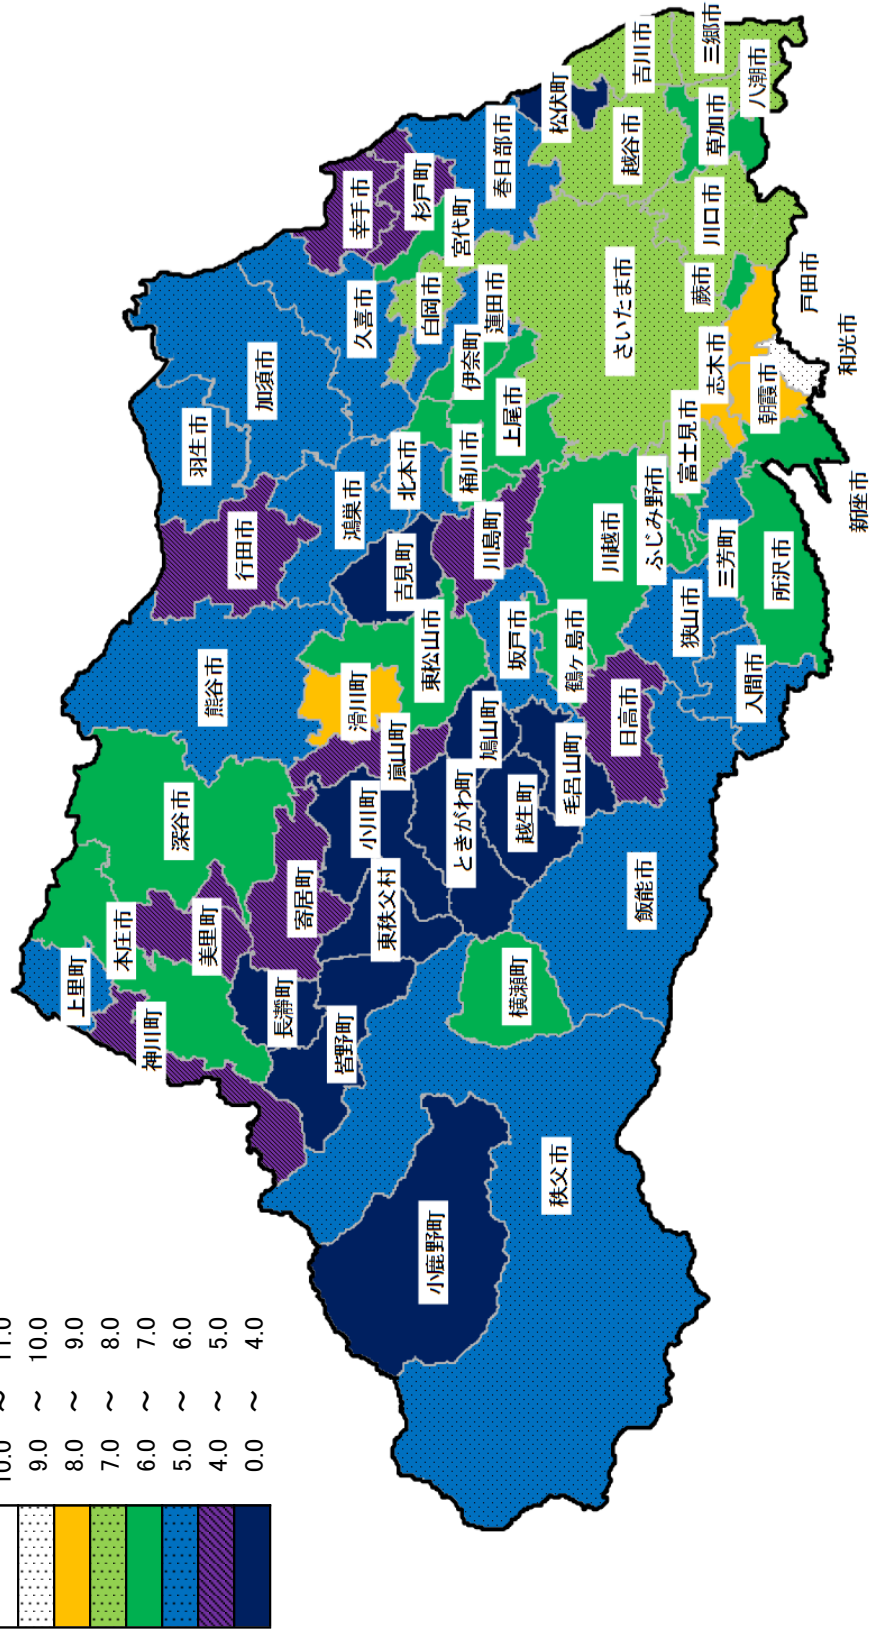 10.0 ～ 11.0
9.0 ～ 10.0
8.0 ～ 9.0
7.0 ～ 8.0
6.0 ～ 7.0
5.0 ～ 6.0
4.0 ～ 5.0
0.0 ～ 4.0
上里町
本庄市
神川町
美里町
深谷市
寄居町
長瀞町
皆野町
小鹿野町
秩父市
横瀬町
東秩父村
小川町
ときがわ町
嵐山町
滑川町
鳩山町
越生町
毛呂山町
飯能市
日高市
熊谷市
行田市
羽生市
加須市
鴻巣市
北本市
吉見町
東松山市
川島町
坂戸市
鶴ヶ島市
川越市
狭山市
入間市
所沢市
三芳町
ふじみ野市
富士見市
志木市
朝霞市
新座市
和光市
戸田市
蕨市
川口市
さいたま市
上尾市
桶川市
伊奈町
蓮田市
白岡市
久喜市
幸手市
杉戸町
宮代町
春日部市
松伏町
越谷市
吉川市
三郷市
草加市
八潮市